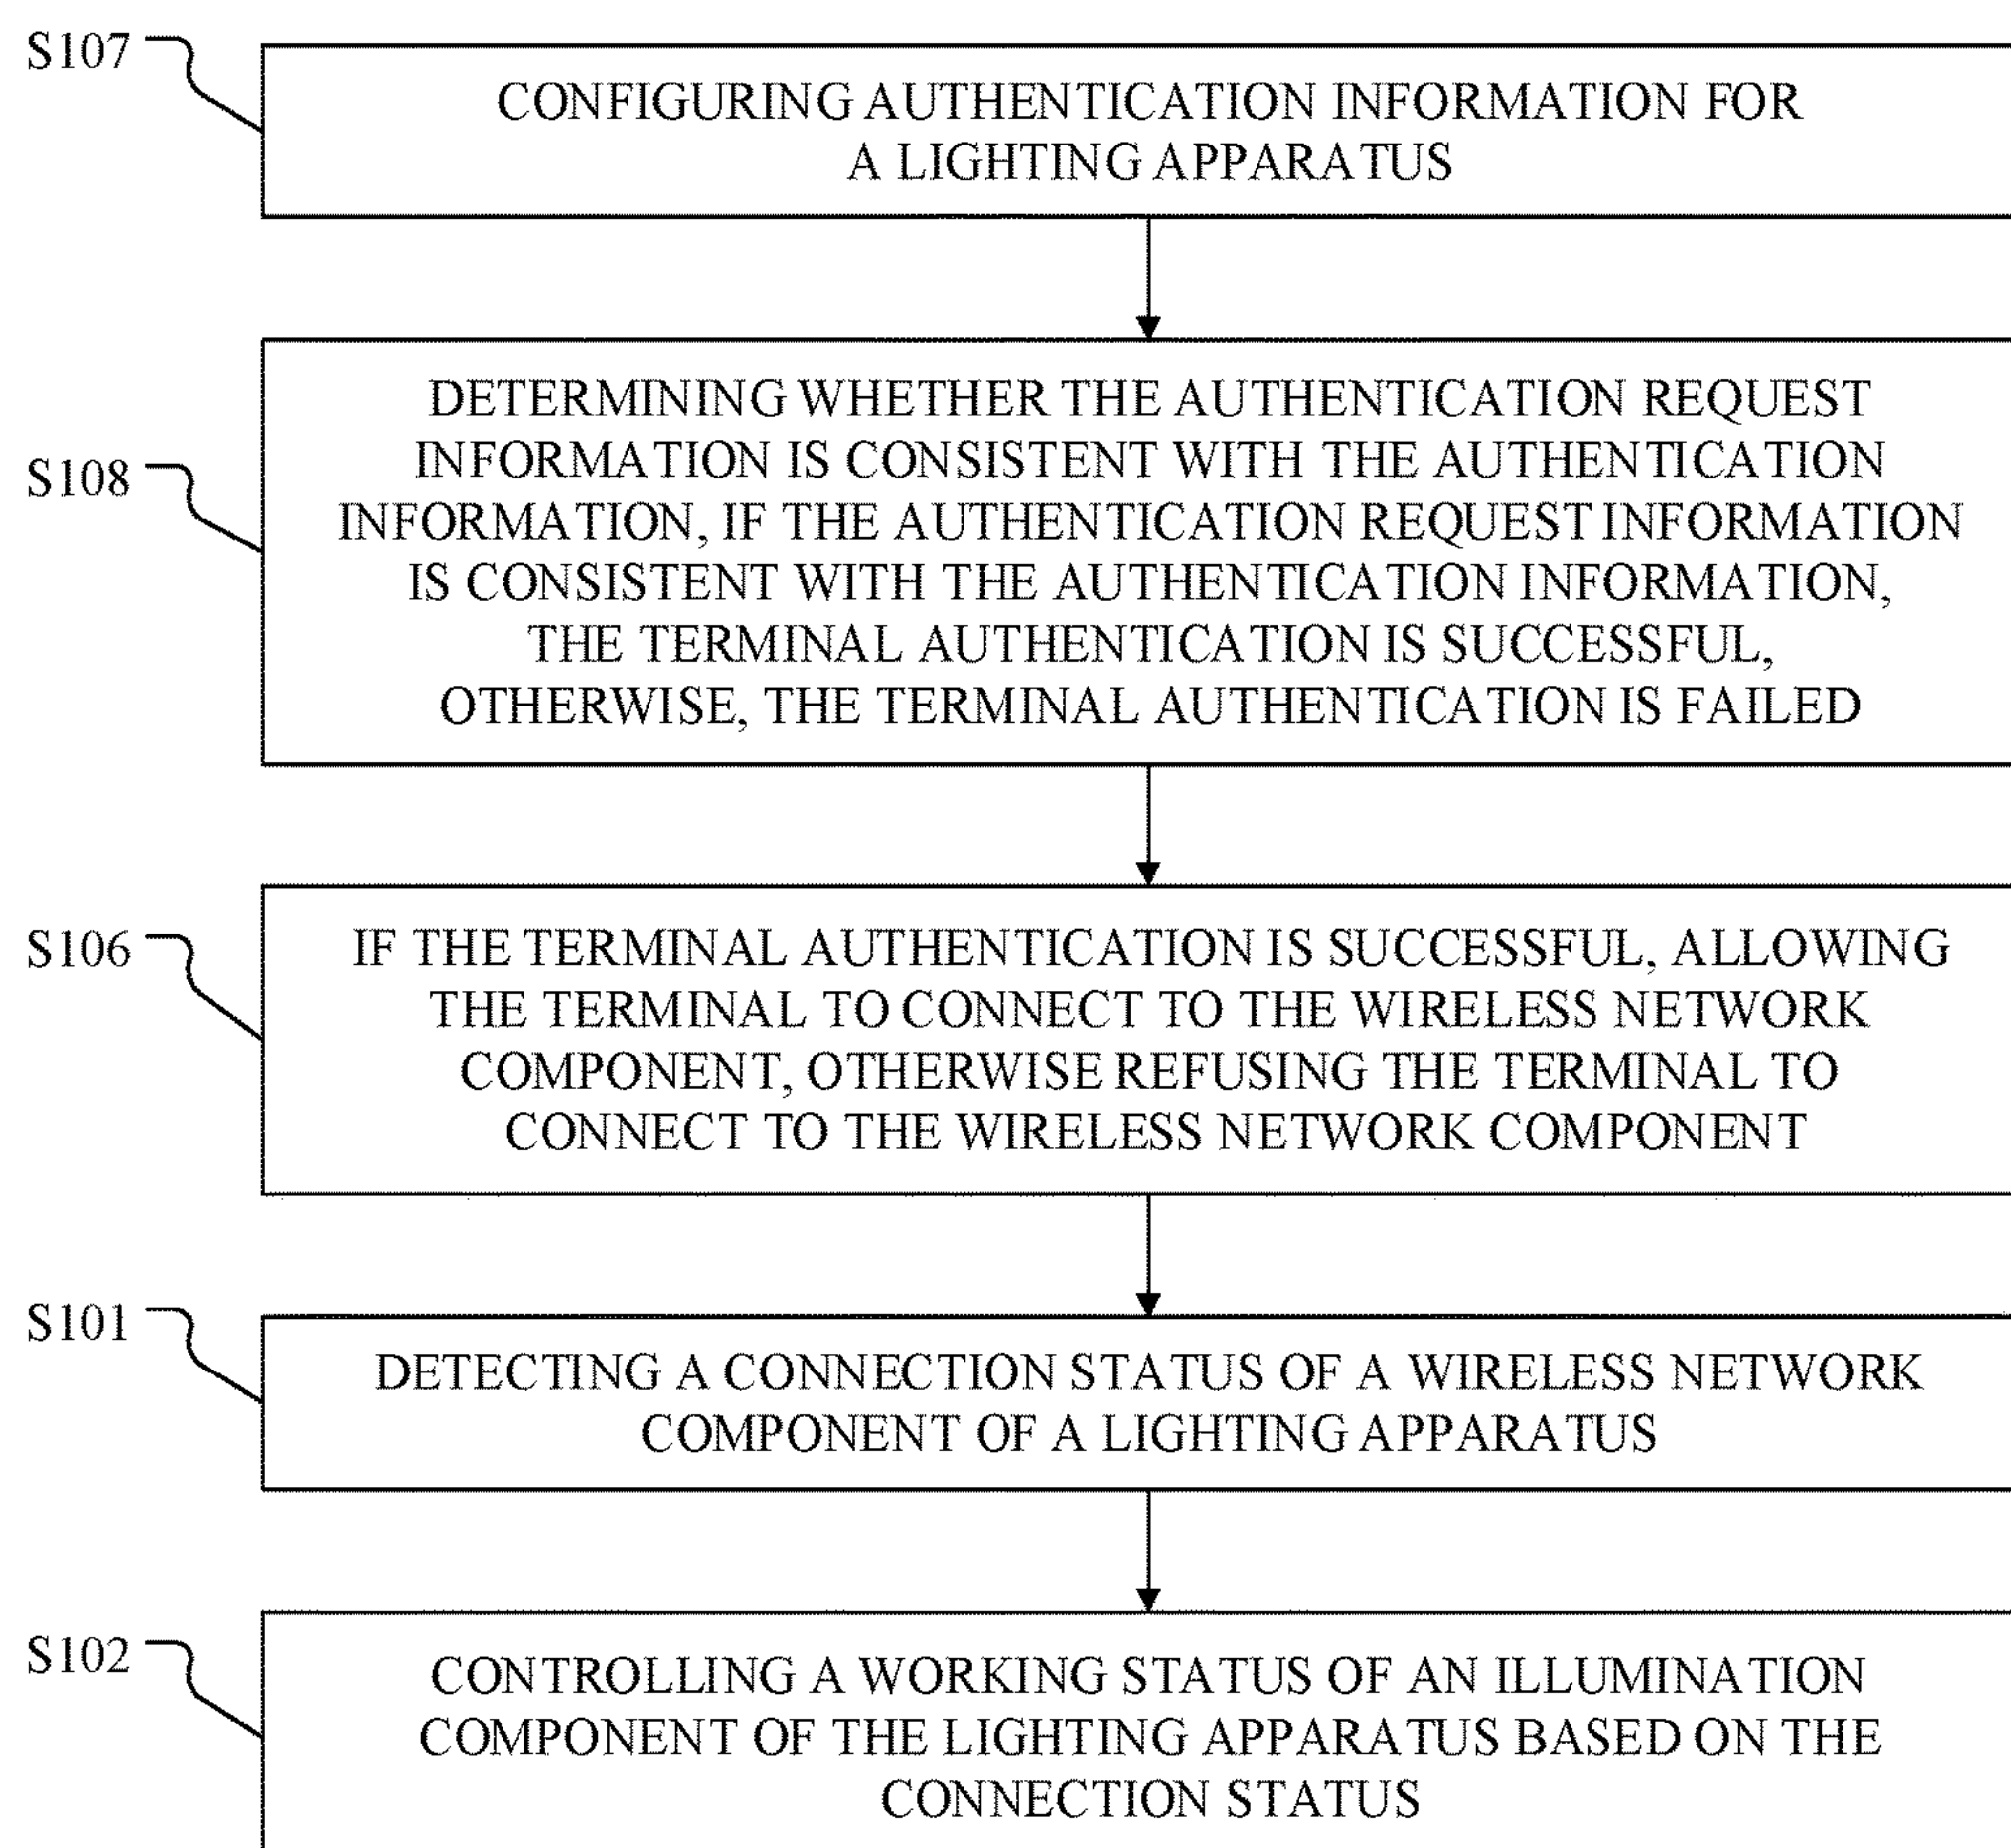 S107
CONFIGURING AUTHENTICATION INFORMATION FOR
A LIGHTING APPARATUS
S108
DETERMINING WHETHER THE AUTHENTICATION REQUEST
INFORMATION IS CONSISTENT WITH THE AUTHENTICATION
INFORMATION, IF THE AUTHENTICATION REQUEST INFORMATION
IS CONSISTENT WITH THE AUTHENTICATION INFORMATION,
THE TERMINAL AUTHENTICATION IS SUCCESSFUL,
OTHERWISE, THE TERMINAL AUTHENTICATION IS FAILED
S106
IF THE TERMINAL AUTHENTICATION IS SUCCESSFUL, ALLOWING
THE TERMINAL TO CONNECT TO THE WIRELESS NETWORK
COMPONENT, OTHERWISE REFUSING THE TERMINAL TO
CONNECT TO THE WIRELESS NETWORK COMPONENT
S101
DETECTING A CONNECTION STATUS OF A WIRELESS NETWORK
COMPONENT OF A LIGHTING APPARATUS
S102
CONTROLLING A WORKING STATUS OF AN ILLUMINATION
COMPONENT OF THE LIGHTING APPARATUS BASED ON THE
CONNECTION STATUS